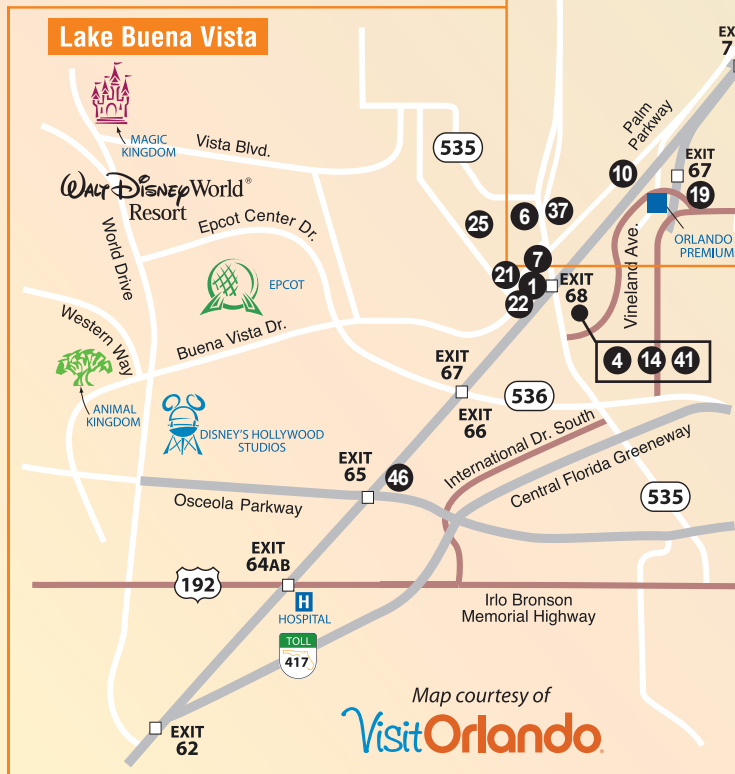 Lake Buena Vista
EX
7
MAGIC
KINGDOM
Vista Blvd.
535
Palm
Parkway
10
EXIT
67
19
WALT DISNEY World®
Resort
World Drive
Epcot Center Dr.
25
6
37
7
21
1
22
EXIT
68
Vineland Ave.
ORLANDO
PREMIUM
EPCOT
Western Way
Buena Vista Dr.
4 14 41
ANIMAL
KINGDOM
DISNEY'S HOLLYWOOD
STUDIOS
EXIT
67
EXIT
66
536
International Dr. South
Central Florida Greeneway
EXIT
65
46
Osceola Parkway
535
EXIT
64AB
192
H
HOSPITAL
Irlo Bronson
Memorial Highway
TOLL
417
EXIT
62
Map courtesy of
VisitOrlando.